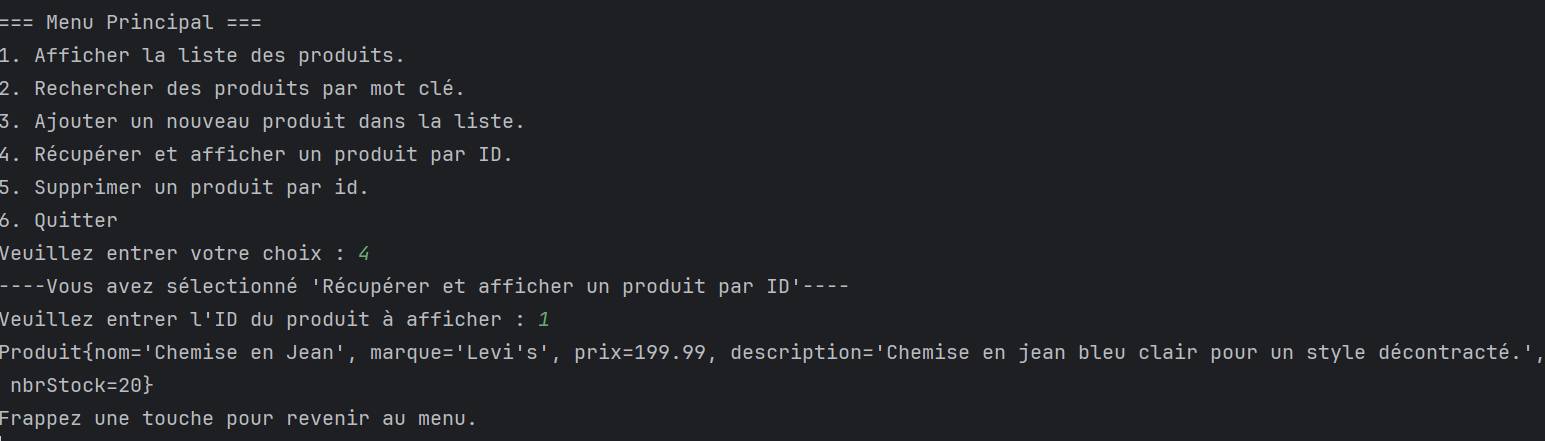 === Menu Principal ===
1. Afficher la liste des produits.
2. Rechercher des produits par mot clé.
3. Ajouter un nouveau produit dans la liste.
4. Récupérer et afficher un produit par ID.
5. Supprimer un produit par id.
6. Quitter
Veuillez entrer votre choix : 4
----Vous avez sélectionné 'Récupérer et afficher un produit par ID'----
Veuillez entrer l'ID du produit à afficher : 1
Produit{nom='Chemise en Jean', marque='Levi's', prix=199.99, description='Chemise en jean bleu clair pour un style décontracté.',
 nbrStock=20}
Frappez une touche pour revenir au menu.